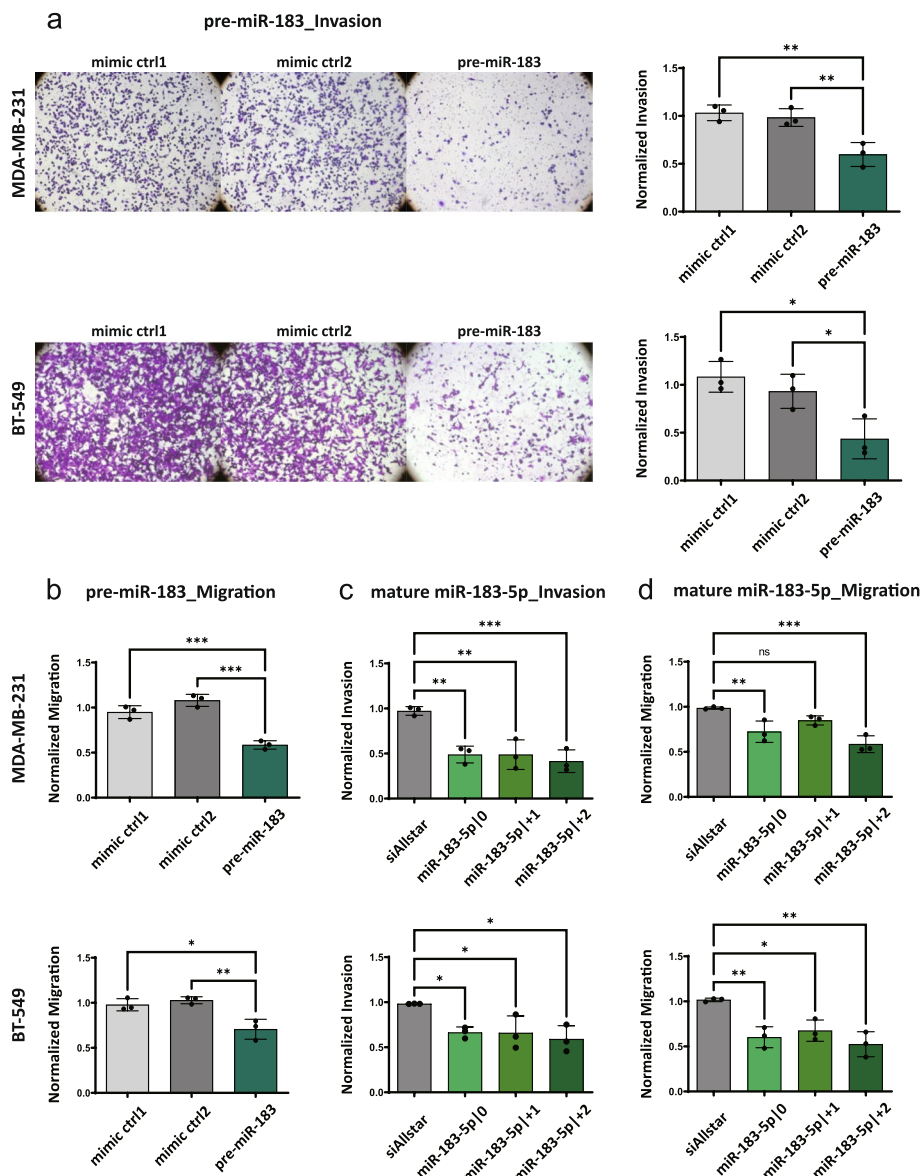 a
pre-miR-183_Invasion
mimic ctrl1
mimic ctrl2
pre-miR-183
MDA-MB-231
Normalized Invasion
1.5
1.0
0.5
0.0
**
**
mimic ctrl1
mimic ctrl2
pre-miR-183
mimic ctrl1
mimic ctrl2
pre-miR-183
BT-549
Normalized Invasion
1.5
1.0
0.5
0.0
*
*
mimic ctrl1
mimic ctrl2
pre-miR-183
b
pre-miR-183_Migration
MDA-MB-231
Normalized Migration
1.5
1.0
0.5
0.0
***
***
mimic ctrl1
mimic ctrl2
pre-miR-183
c
mature miR-183-5p_Invasion
Normalized Invasion
1.5
1.0
0.5
0.0
***
**
**
siAllstar
miR-183-5p|0
miR-183-5p|+1
miR-183-5p|+2
d
mature miR-183-5p_Migration
Normalized Migration
1.5
1.0
0.5
0.0
***
ns
**
siAllstar
miR-183-5p|0
miR-183-5p|+1
miR-183-5p|+2
BT-549
Normalized Migration
1.5
1.0
0.5
0.0
*
**
mimic ctrl1
mimic ctrl2
pre-miR-183
Normalized Invasion
1.5
1.0
0.5
0.0
*
*
*
siAllstar
miR-183-5p|0
miR-183-5p|+1
miR-183-5p|+2
Normalized Migration
1.5
1.0
0.5
0.0
**
*
**
siAllstar
miR-183-5p|0
miR-183-5p|+1
miR-183-5p|+2